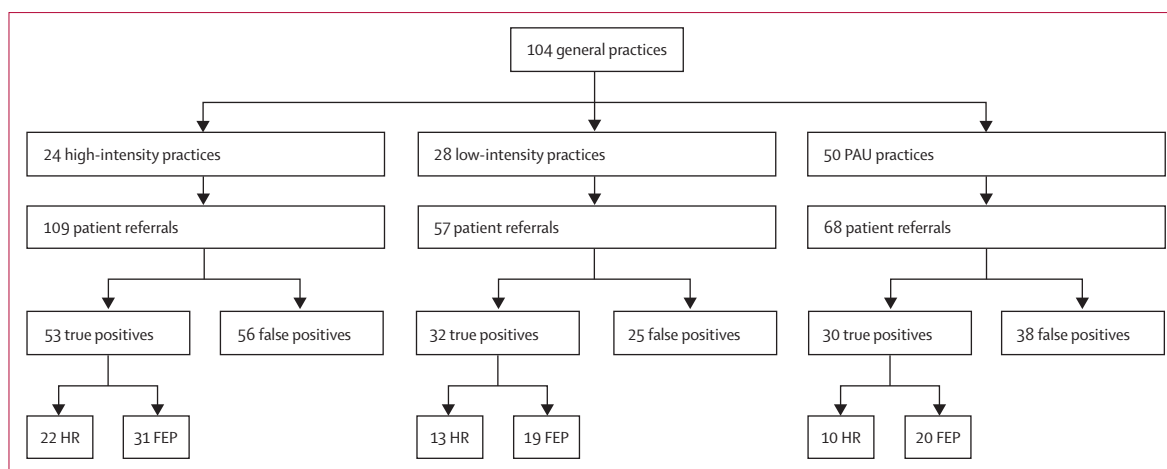 104 general practices
24 high-intensity practices
28 low-intensity practices
50 PAU practices
109 patient referrals
57 patient referrals
68 patient referrals
53 true positives
56 false positives
32 true positives
25 false positives
30 true positives
38 false positives
22 HR
31 FEP
13 HR
19 FEP
10 HR
20 FEP